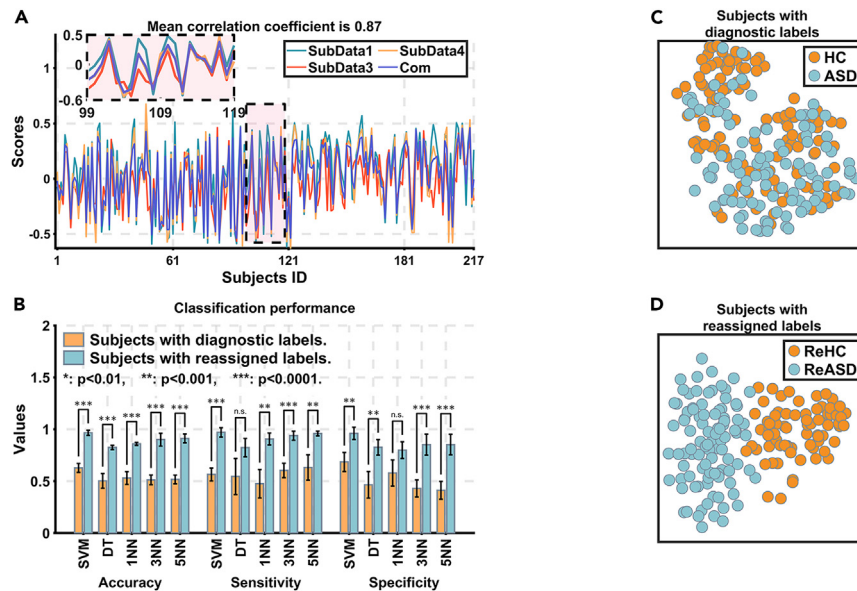 A
Mean correlation coefficient is 0.87
0.5
0
-0.6
99
109
119
SubData1
SubData4
SubData3
Com
1
0.5
0
-0.5
Scores
1
61
121
181
217
Subjects ID
B
Classification performance
2
1.5
1
0.5
0
Values
Subjects with diagnostic labels.
Subjects with reassigned labels.
*: p<0.01, **: p<0.001, ***: p<0.0001.
*** *** *** *** *** *** n.s. ** *** ** ** ** n.s. *** ***
SVM DT 1NN 3NN 5NN SVM DT 1NN 3NN 5NN SVM DT 1NN 3NN 5NN
Accuracy Sensitivity Specificity
C
Subjects with
diagnostic labels
HC
ASD
D
Subjects with
reassigned labels
ReHC
ReASD